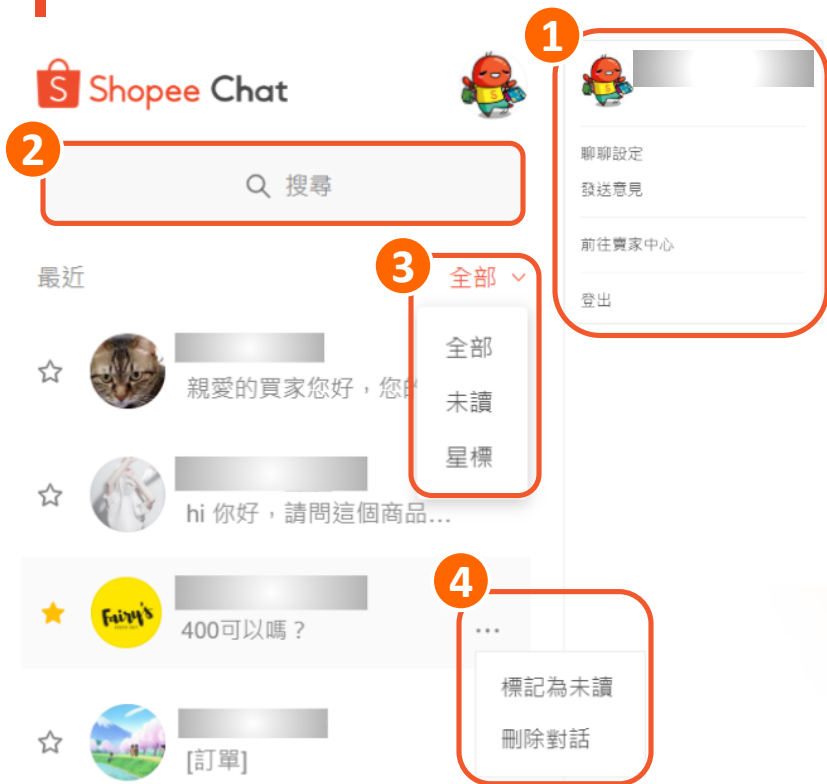 1
S Shopee Chat
2
搜尋
聊聊設定
發送意見
前往賣家中心
登出
最近
3
全部
全部
未讀
星標
親愛的買家您好，您的
hi 你好，請問這個商品...
4
Fairy's
400可以嗎？
...
標記為未讀
刪除對話
[訂單]